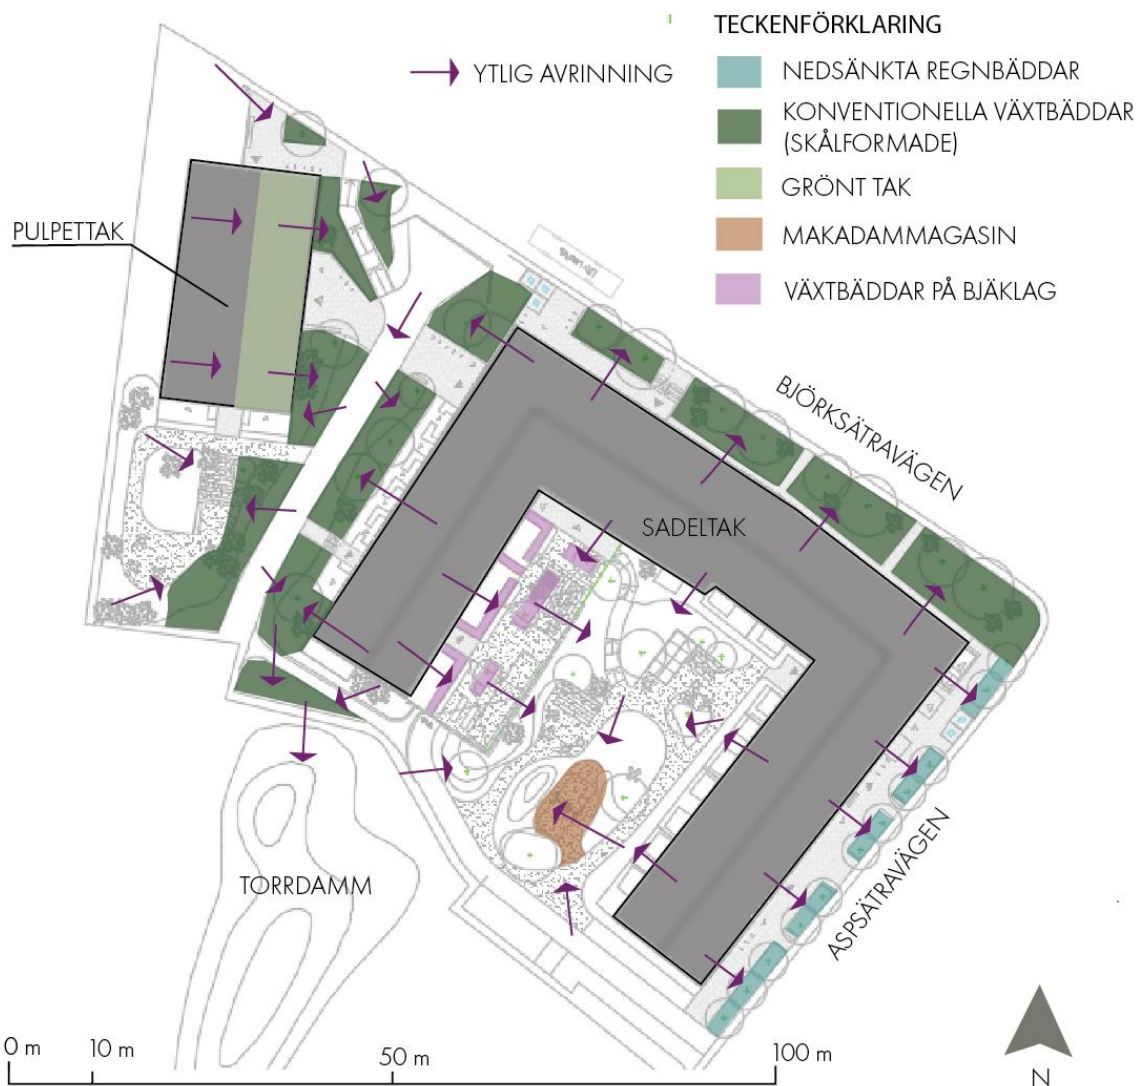 TECKENFÖRKLARING
YTLIG AVRINNING
NEDSÄNKTA REGNBÄDDAR
KONVENTIONELLA VÄXTBÄDDAR
(SKÅLFORMADE)
GRÖNT TAK
MAKADAMMAGASIN
VÄXTBÄDDAR PÅ BJÄKLAG
PULPETTAK
BJÖRKSÄTRAVÄGEN
SADELTAK
TORRDAMM
ASPSÄTRAVÄGEN
0 m
10 m
50 m
100 m
N